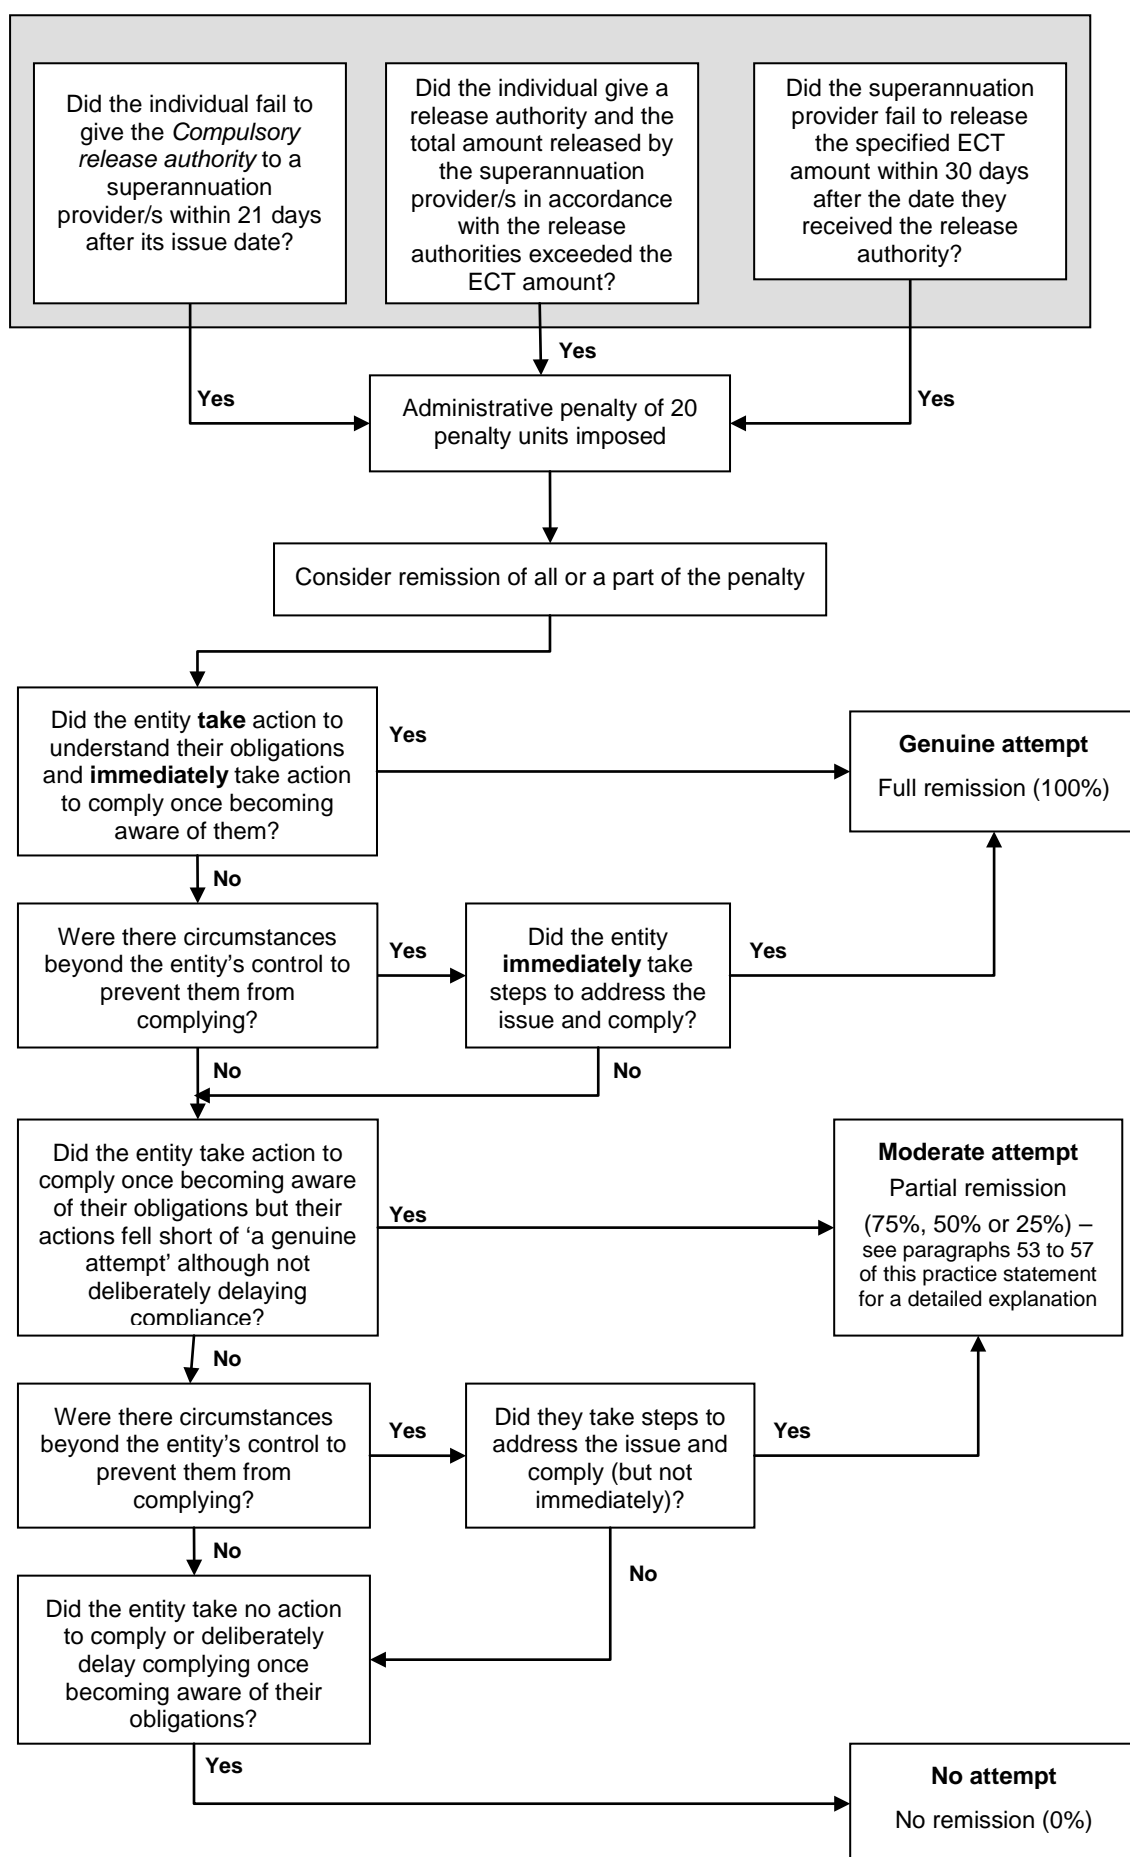 Did the individual fail to
give the Compulsory
release authority to a
superannuation
provider/s within 21 days
after its issue date?
Did the individual give a
release authority and the
total amount released by
the superannuation
provider/s in accordance
with the release
authorities exceeded the
ECT amount?
Did the superannuation
provider fail to release
the specified ECT
amount within 30 days
after the date they
received the release
authority?
Yes
Yes
Yes
Administrative penalty of 20
penalty units imposed
Consider remission of all or a part of the penalty
Did the entity take action to
understand their obligations
and immediately take action
to comply once becoming
aware of them?
Yes
Genuine attempt
Full remission (100%)
No
Were there circumstances
beyond the entity’s control to
prevent them from
complying?
Yes
Did the entity
immediately take
steps to address the
issue and comply?
Yes
No
No
Did the entity take action to
comply once becoming aware
of their obligations but their
actions fell short of ‘a genuine
attempt’ although not
deliberately delaying
compliance?
Yes
Moderate attempt
Partial remission
(75%, 50% or 25%) –
see paragraphs 53 to 57
of this practice statement
for a detailed explanation
No
Were there circumstances
beyond the entity’s control to
prevent them from
complying?
Yes
Did they take steps to
address the issue and
comply (but not
immediately)?
Yes
No
No
Did the entity take no action
to comply or deliberately
delay complying once
becoming aware of their
obligations?
Yes
No attempt
No remission (0%)